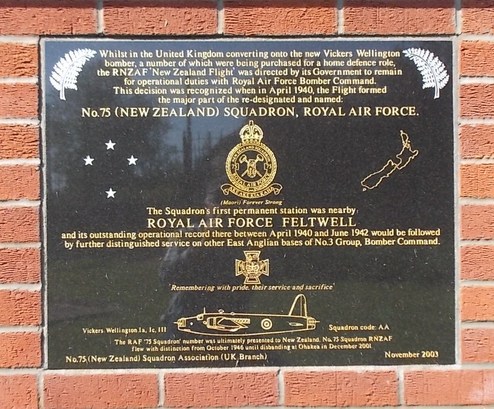 Whilst in the United Kingdom converting onto the new Vickers Wellington
bomber, a number of which were being purchased for a home defence role,
the RNZAF 'New Zealand Flight' was directed by its Government to remain
for operational duties with Royal Air Force Bomber Command.
This decision was recognized when in April 1940, the Flight formed
the major part of the re-designated and named:
No.75 (NEW ZEALAND) SQUADRON, ROYAL AIR FORCE.
(Maori) Forever Strong
The Squadron's first permanent station was nearby
ROYAL AIR FORCE FELTWELL
and its outstanding operational record there between April 1940 and June 1942 would be followed
by further distinguished service on other East Anglian bases of No.3 Group, Bomber Command.
'Remembering with pride, their service and sacrifice'
Vickers Wellington Ia, Ic, III
Squadron code: AA
The RAF '75 Squadron' number was ultimately presented to New Zealand. No.75 Squadron RNZAF
flew with distinction from October 1946 until disbanding at Ohakea in December 2001.
No.75 (New Zealand) Squadron Association (UK Branch)
November 2003